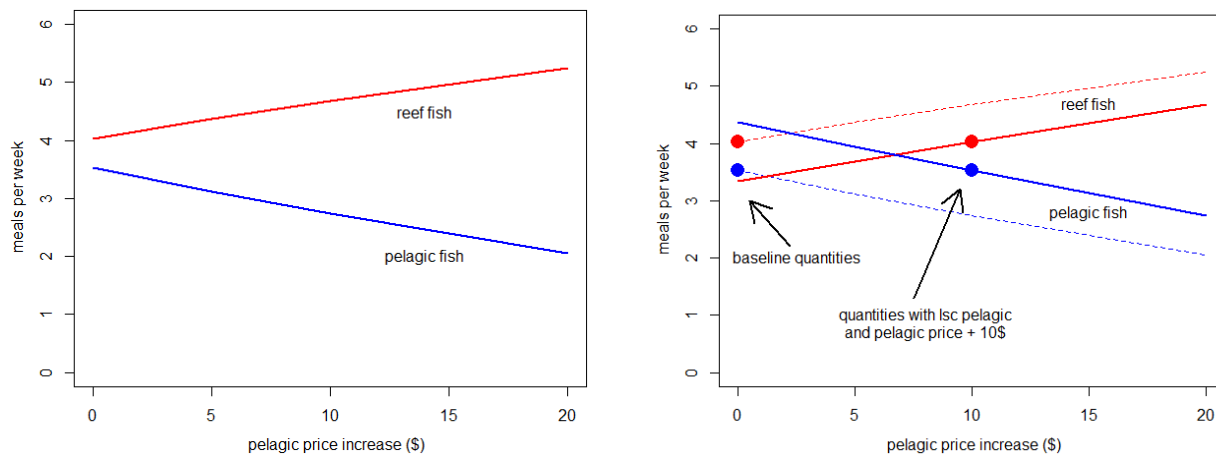 6
5
4
3
2
1
0
meals per week
reef fish
pelagic fish
0
5
10
15
20
pelagic price increase ($)
6
5
4
3
2
1
0
meals per week
reef fish
pelagic fish
baseline quantities
quantities with lsc pelagic
and pelagic price + 10$
0
5
10
15
20
pelagic price increase ($)